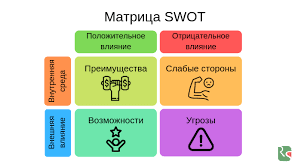 Матрица SWOT
Положительное
влияние
Отрицательное
влияние
Внутренняя
среда
Преимущества
Слабые стороны
Внешняя
влияние
Возможности
Угрозы